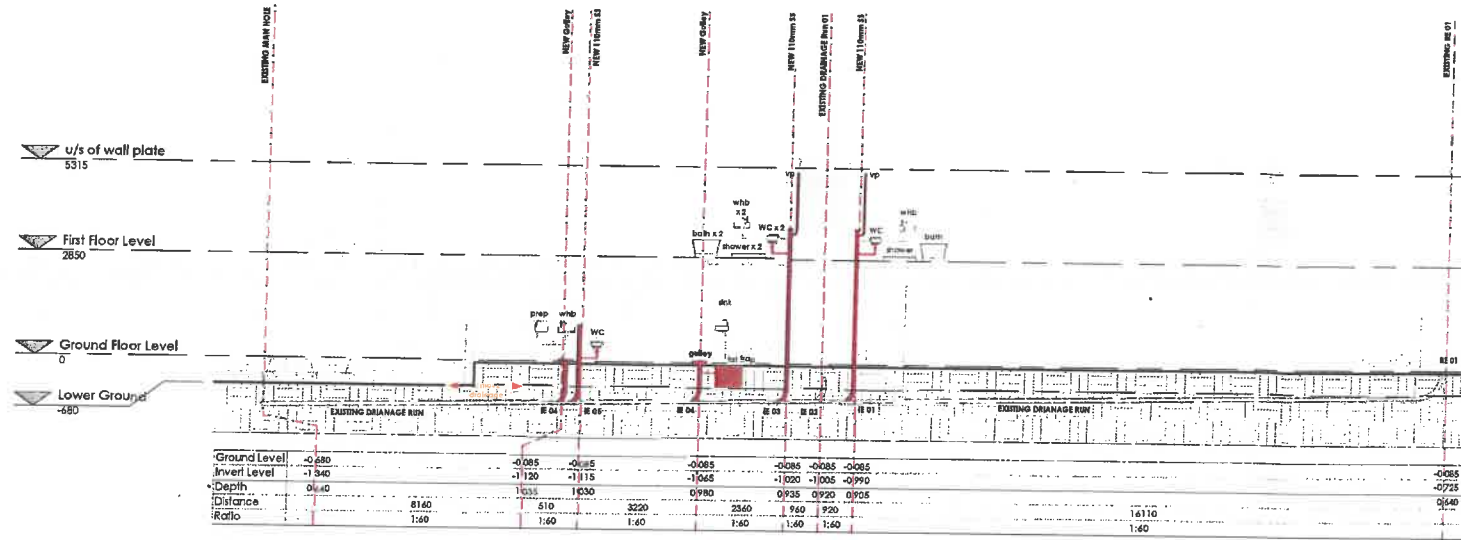 EXISTING MAN HOLE
NEW Gulley
NEW 110mm SS
NEW Gulley
NEW 110mm SS
EXISTING DRAINAGE Run 01
NEW 110mm SS
EXISTING RE 01
u/s of wall plate
5315
vp
vp
whb
x 2
whb
First Floor Level
2850
bath x 2
shower x 2
WC x 2
WC
shower
bath
sink
prep
whb
WC
Ground Floor Level
0
gulley
RE 01
Lower Ground
-680
EXISTING DRIANAGE RUN
IE 04
IE 05
IE 04
IE 03
IE 02
IE 01
EXISTING DRIANAGE RUN
Ground Level -0.680 -0.085 -0.085 -0.085 -0.085 -0.085 -0.085 -0.085
Invert Level -1.340 -1.120 -1.115 -1.065 -1.020 -1.005 -0.990 -0.725
Depth 1.035 1.030 0.980 0.935 0.920 0.905 0.640
Distance 8160 510 3220 2360 960 920 16110
Ratio 1:60 1:60 1:60 1:60 1:60 1:60 1:60